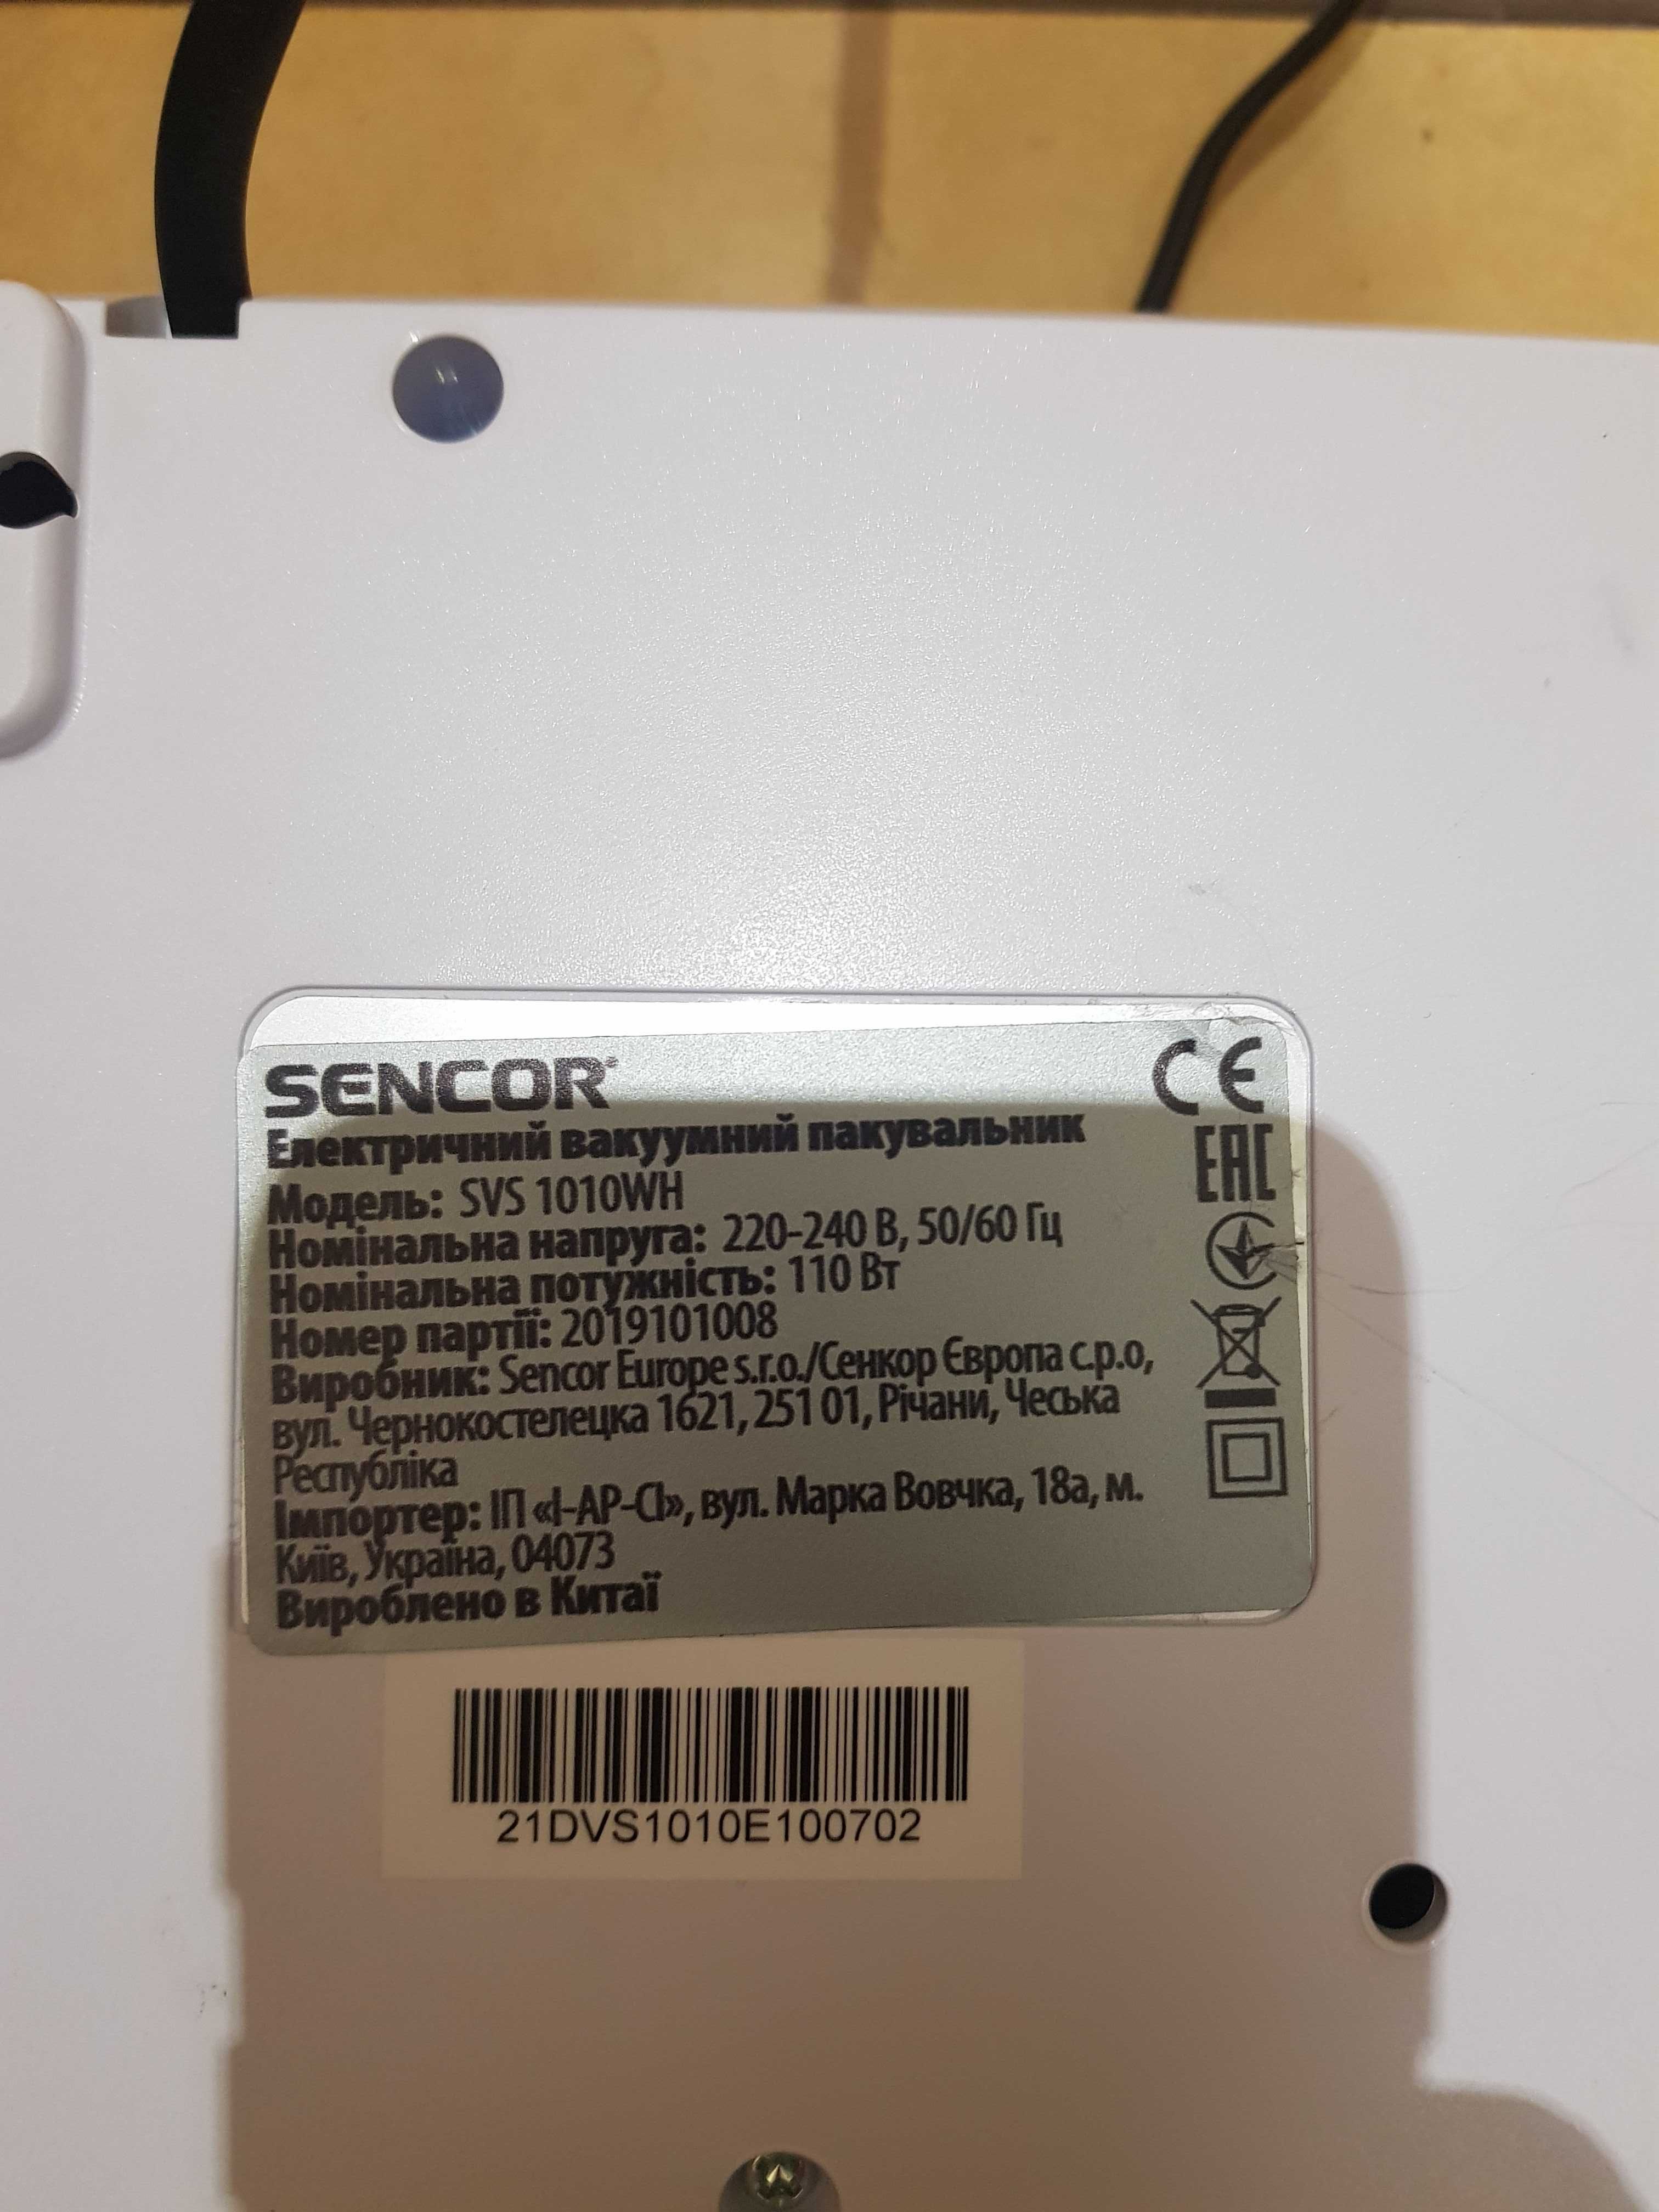 SENCOR
CE
Електричний вакуумний пакувальник
EAC
Модель: SVS 1010WH
Номінальна напруга: 220-240 В, 50/60 Гц
Номінальна потужність: 110 Вт
Номер партії: 2019101008
Виробник: Sencor Europe s.r.o./Сенкор Європа с.р.о,
вул. Чернокостелецка 1621, 251 01, Річани, Чеська
Республіка
Імпортер: ІП «І-АР-СІ», вул. Марка Вовчка, 18а, м.
Київ, Україна, 04073
Вироблено в Китаї
21DVS1010E100702